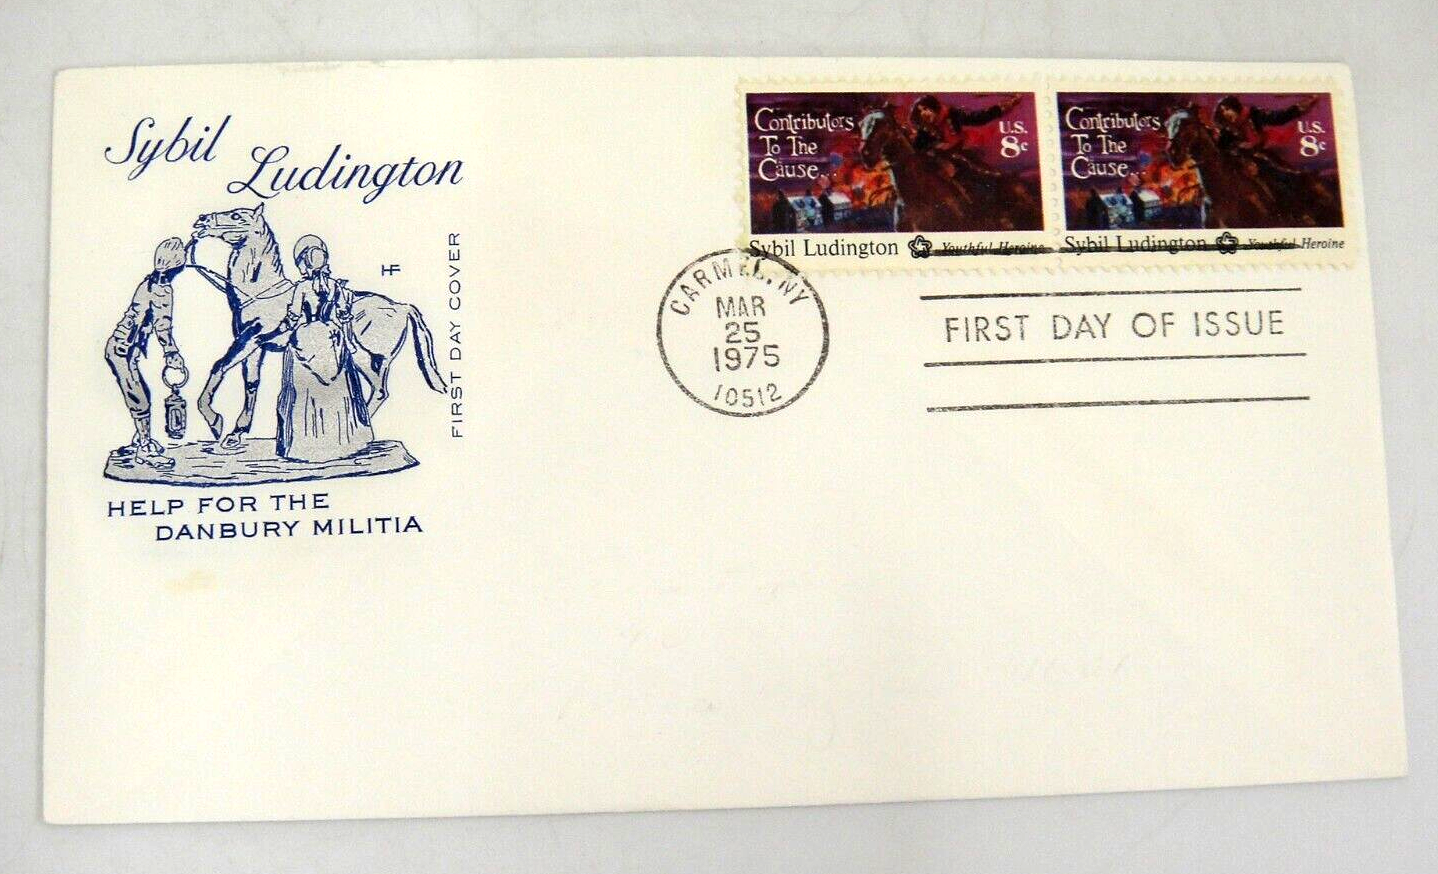 Sybil
Ludington
HF
FIRST DAY COVER
HELP FOR THE
DANBURY MILITIA
Contributors
To The
Cause...
U.S.
8c
Sybil Ludington Youthful Heroine
Contributors
To The
Cause...
U.S.
8c
Sybil Ludington Youthful Heroine
CARMEL, NY
MAR
25
1975
10512
FIRST DAY OF ISSUE